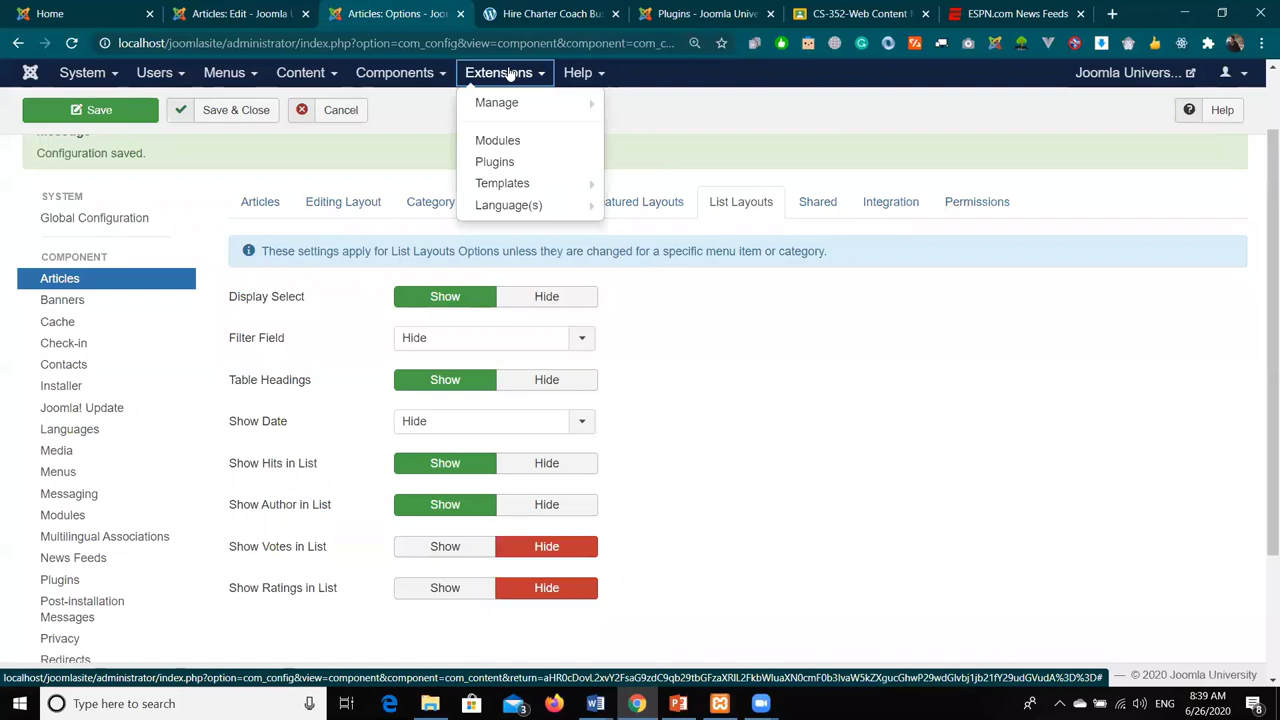 Home
Articles: Edit - Joomla U
Articles: Options - Joom
Hire Charter Coach Bus
Plugins - Joomla Univer
CS-352-Web Content M
ESPN.com News Feeds
localhost/joomlasite/administrator/index.php?option=com_config&view=component&component=com_c...
System Users Menus Content Components Extensions Help Joomla Univers...
Save Save & Close Cancel Help
Manage
Modules
Plugins
Templates
Language(s)
Message
Configuration saved.
SYSTEM
Global Configuration
COMPONENT
Articles
Banners
Cache
Check-in
Contacts
Installer
Joomla! Update
Languages
Media
Menus
Messaging
Modules
Multilingual Associations
News Feeds
Plugins
Post-installation
Messages
Privacy
Redirects
Articles Editing Layout Category atured Layouts List Layouts Shared Integration Permissions
These settings apply for List Layouts Options unless they are changed for a specific menu item or category.
Display Select Show Hide
Filter Field Hide
Table Headings Show Hide
Show Date Hide
Show Hits in List Show Hide
Show Author in List Show Hide
Show Votes in List Show Hide
Show Ratings in List Show Hide
© 2020 Joomla University
Type here to search
3
8:39 AM
6/26/2020
8